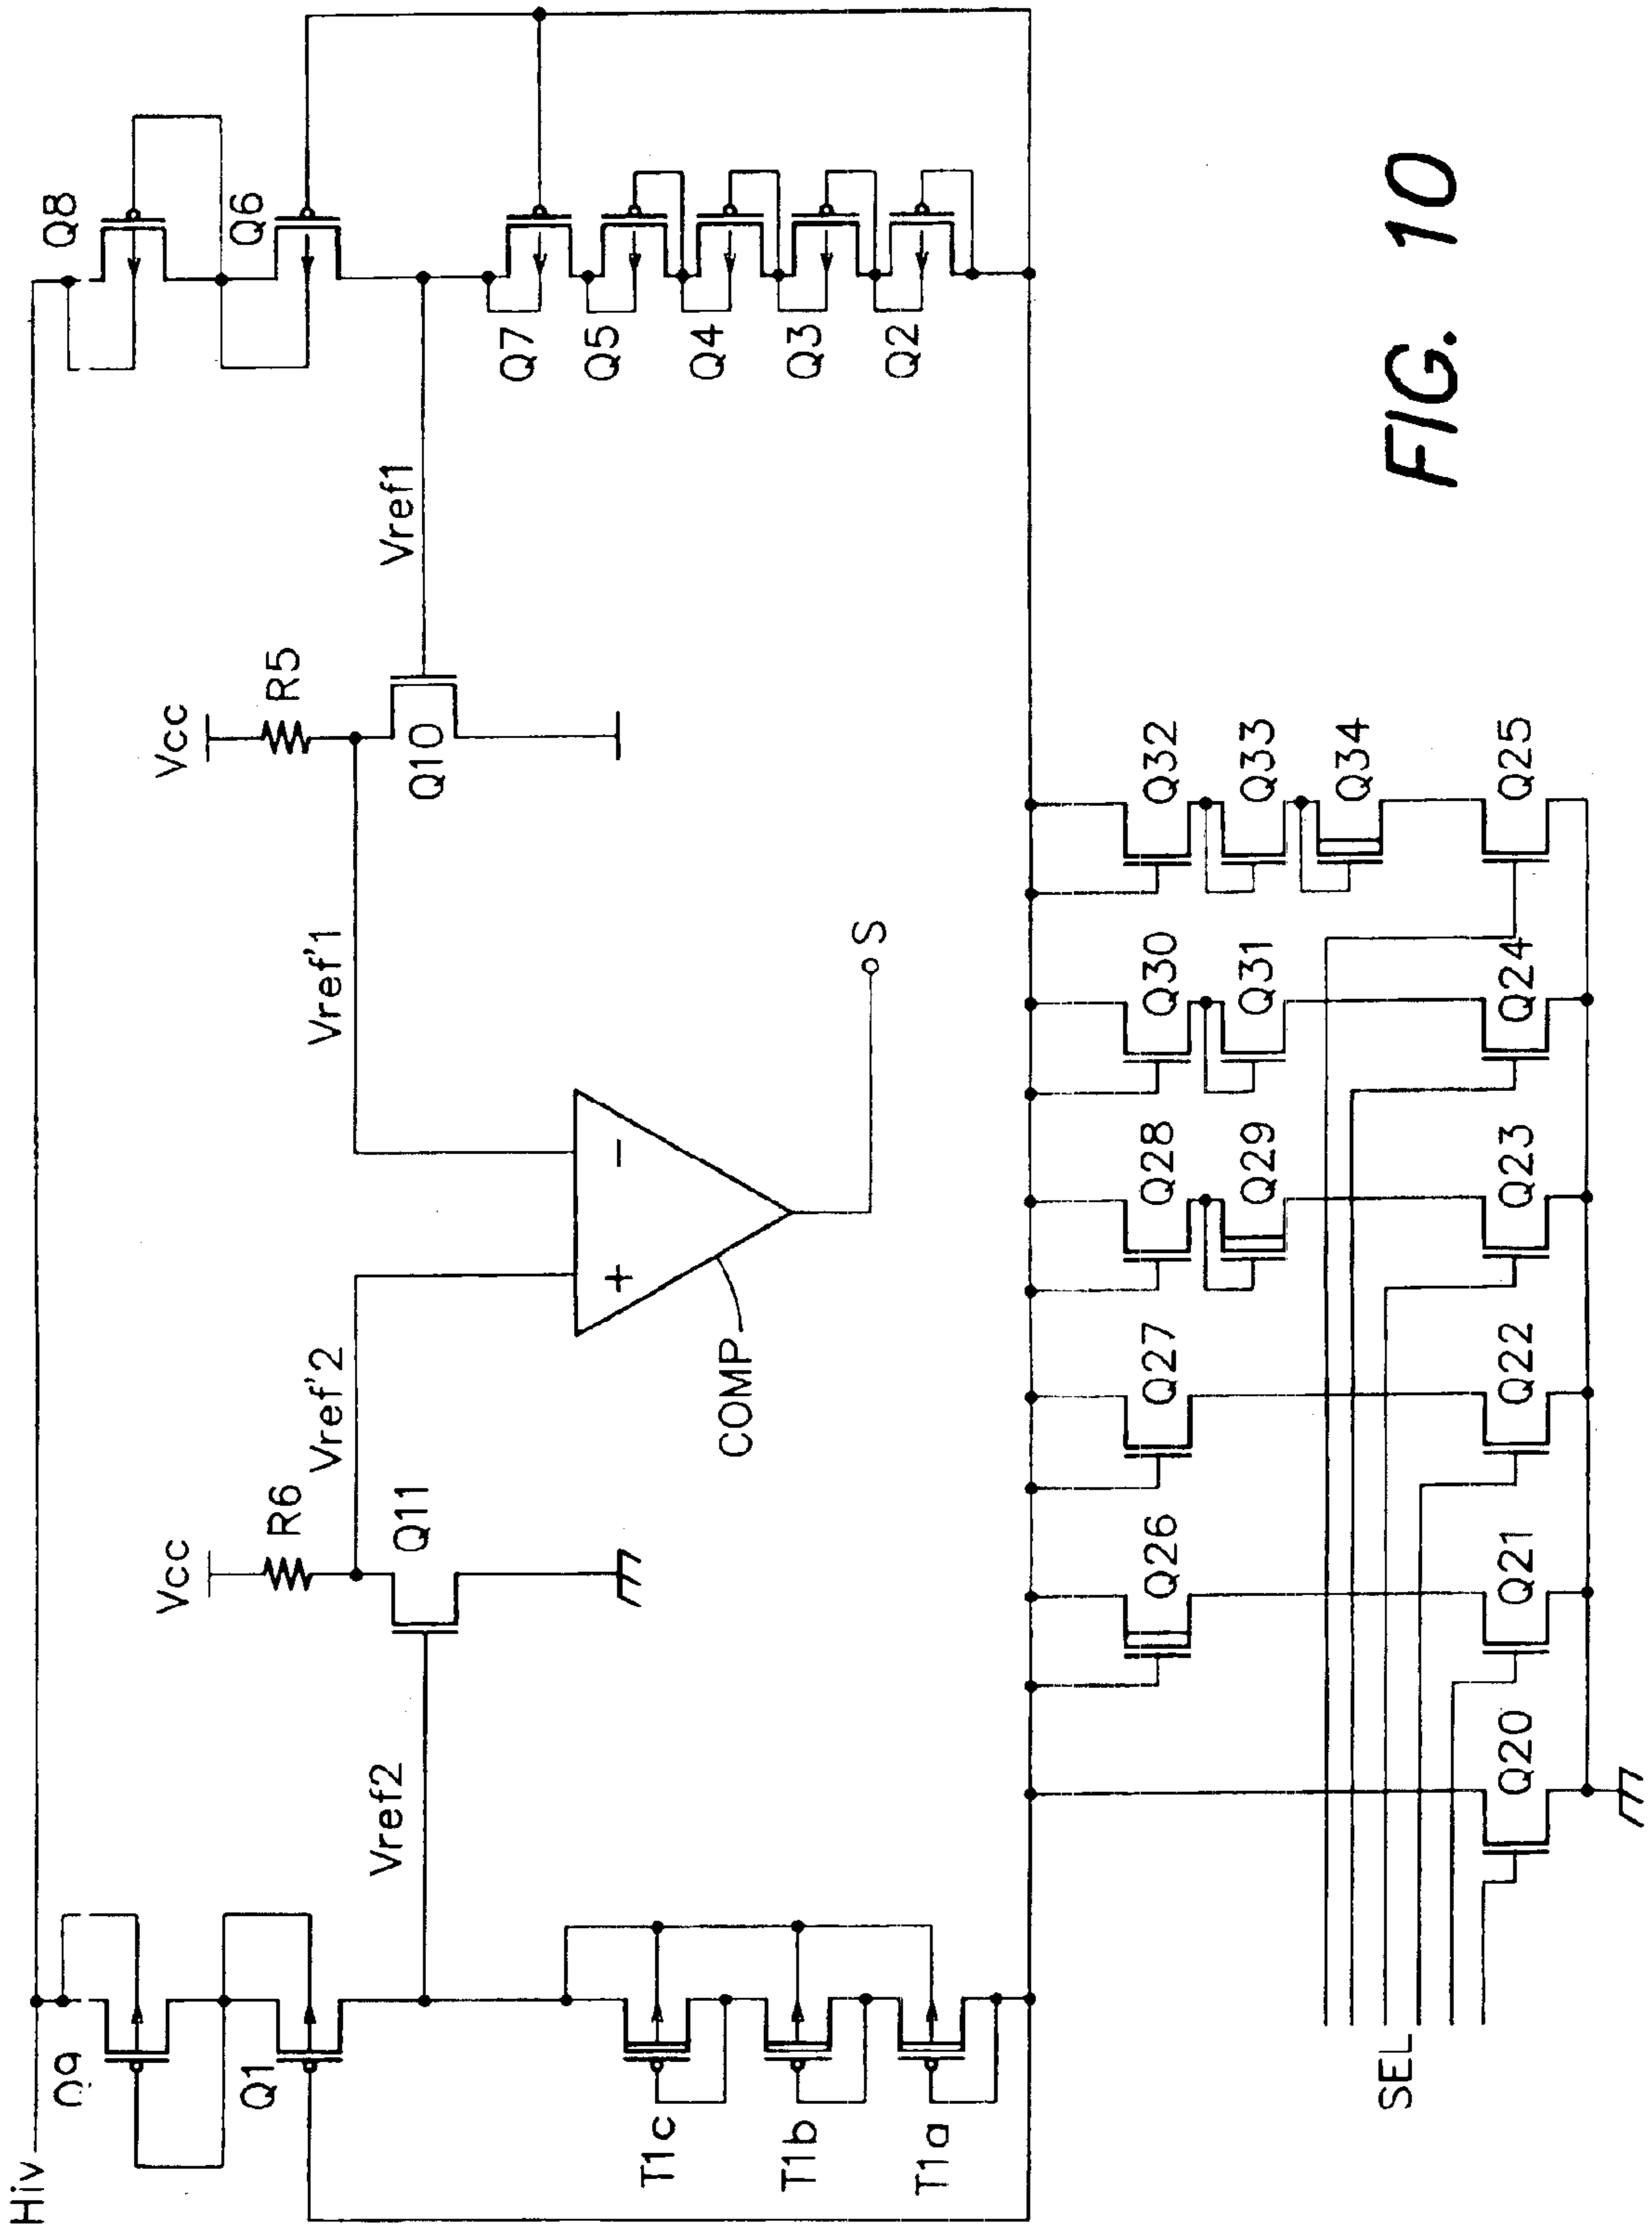 Hiv
Q9
Q8
Q1
Q6
Vcc
R6
Vcc
R5
Vref2
Q11
Vref'2
Vref'1
Q10
Vref1
+
-
COMP
S
T1c
T1b
T1a
Q7
Q5
Q4
Q3
Q2
Q26
Q27
Q28
Q29
Q30
Q31
Q32
Q33
Q34
SEL
Q20
Q21
Q22
Q23
Q24
Q25
FIG. 10